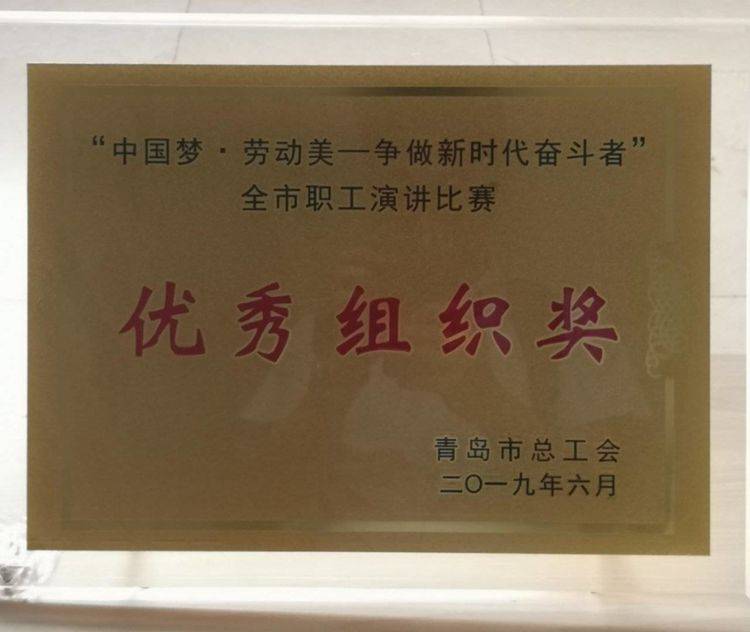 “中国梦·劳动美—争做新时代奋斗者”
全市职工演讲比赛
优秀组织奖
青岛市总工会
二〇一九年六月